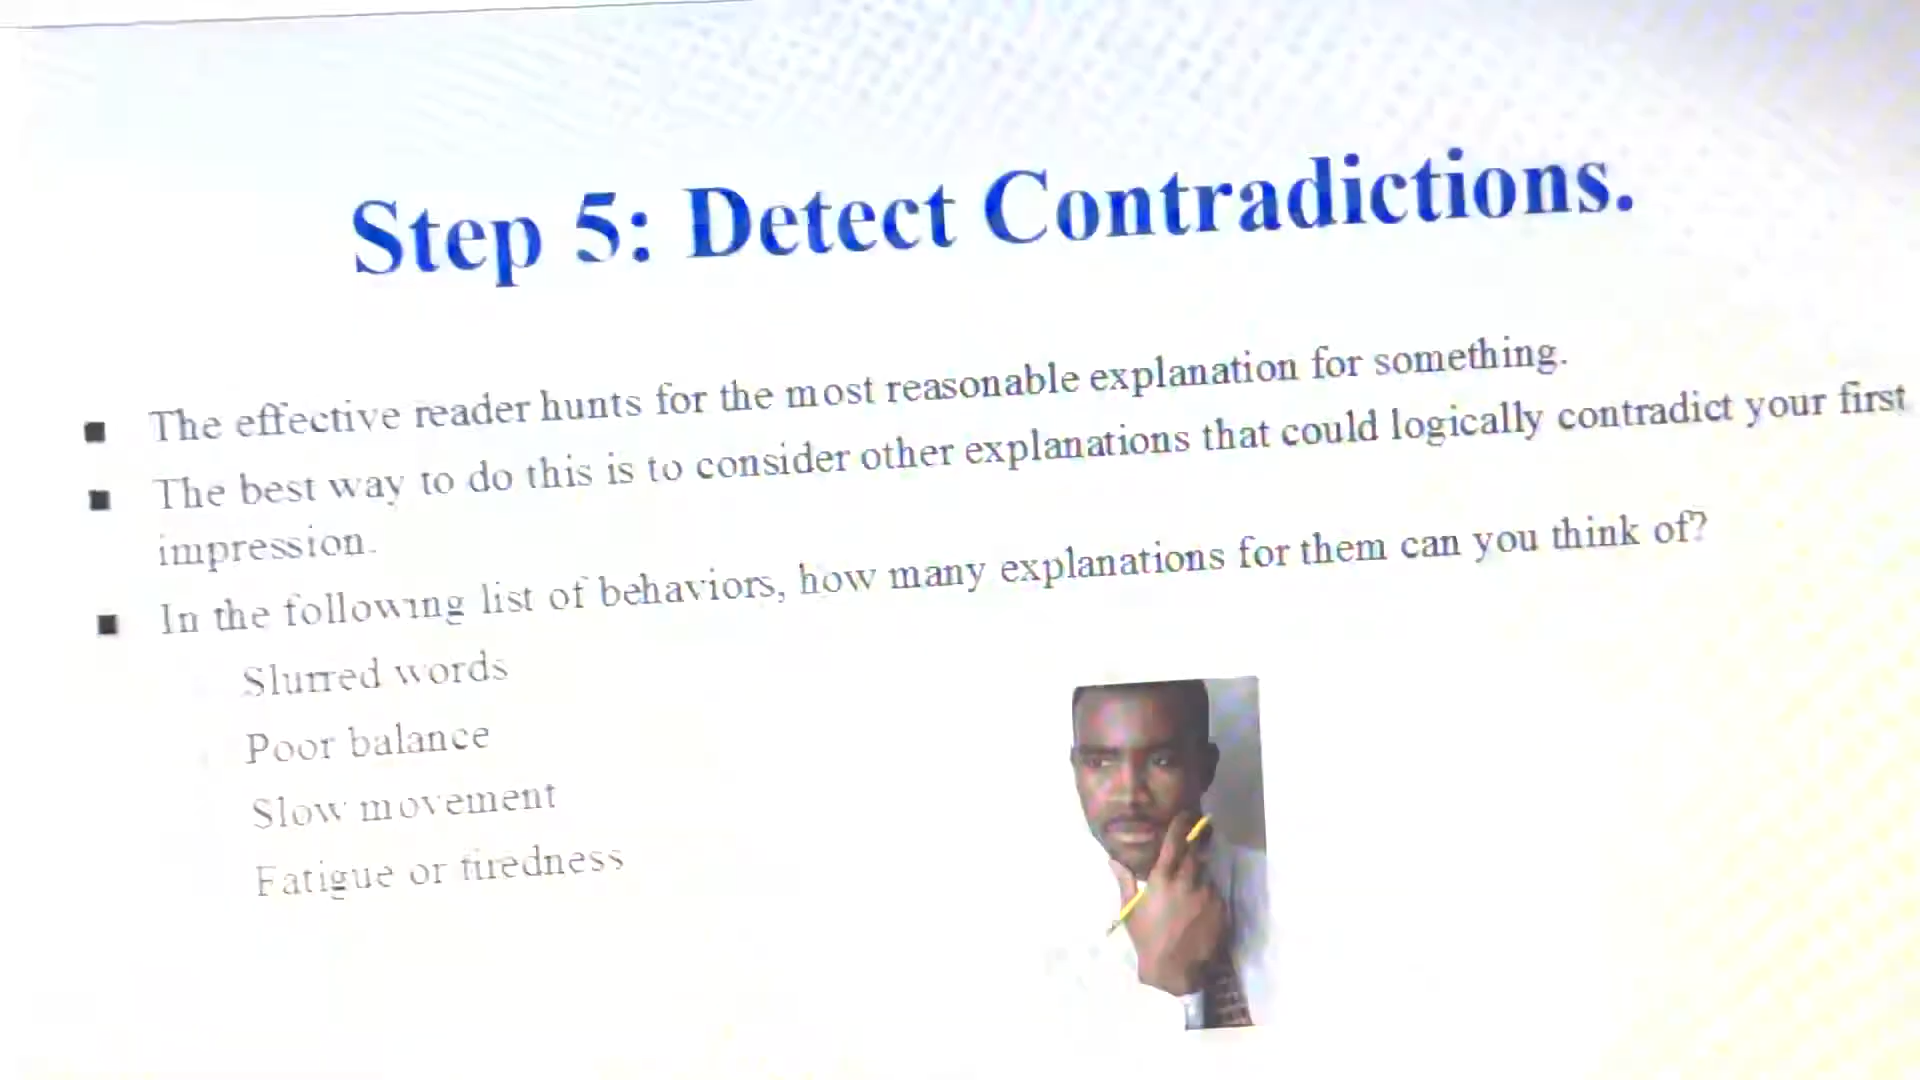 Step 5: Detect Contradictions.
The effective reader hunts for the most reasonable explanation for something.
The best way to do this is to consider other explanations that could logically contradict your first
impression.
In the following list of behaviors, how many explanations for them can you think of?
Slurred words
Poor balance
Slow movement
Fatigue or tiredness